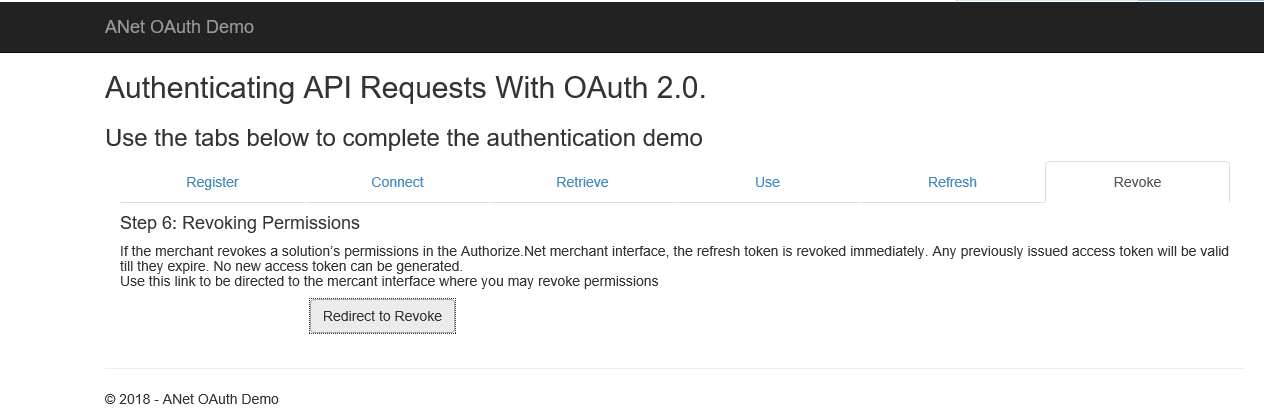 ANet OAuth Demo
Authenticating API Requests With OAuth 2.0.
Use the tabs below to complete the authentication demo
Register Connect Retrieve Use Refresh Revoke
Step 6: Revoking Permissions
If the merchant revokes a solution’s permissions in the Authorize.Net merchant interface, the refresh token is revoked immediately. Any previously issued access token will be valid
till they expire. No new access token can be generated.
Use this link to be directed to the mercant interface where you may revoke permissions
Redirect to Revoke
© 2018 - ANet OAuth Demo